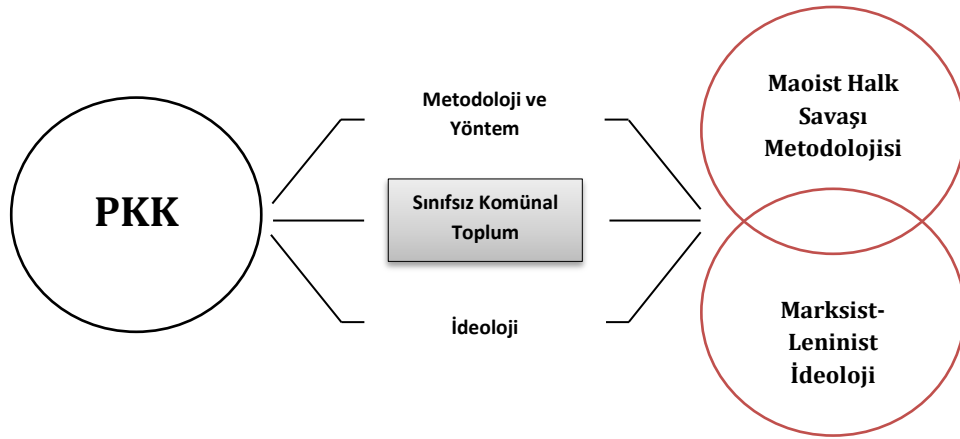 PKK
Metodoloji ve
Yöntem
Sınıfsız Komünal
Toplum
İdeoloji
Maoist Halk
Savaşı
Metodolojisi
Marksist-
Leninist
İdeoloji